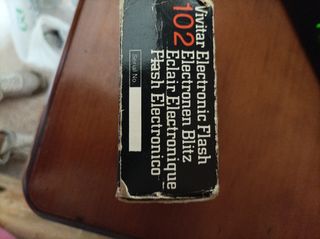 Vivitar Electronic Flash
102 Electronen Blitz
Eclair Electronique
Flash Electronico
Serial No